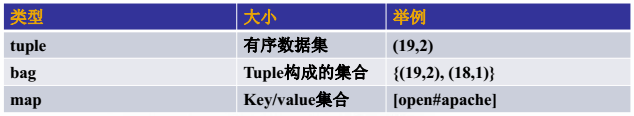 类型 大小 举例
tuple 有序数据集 (19,2)
bag Tuple构成的集合 {(19,2), (18,1)}
map Key/value集合 [open#apache]